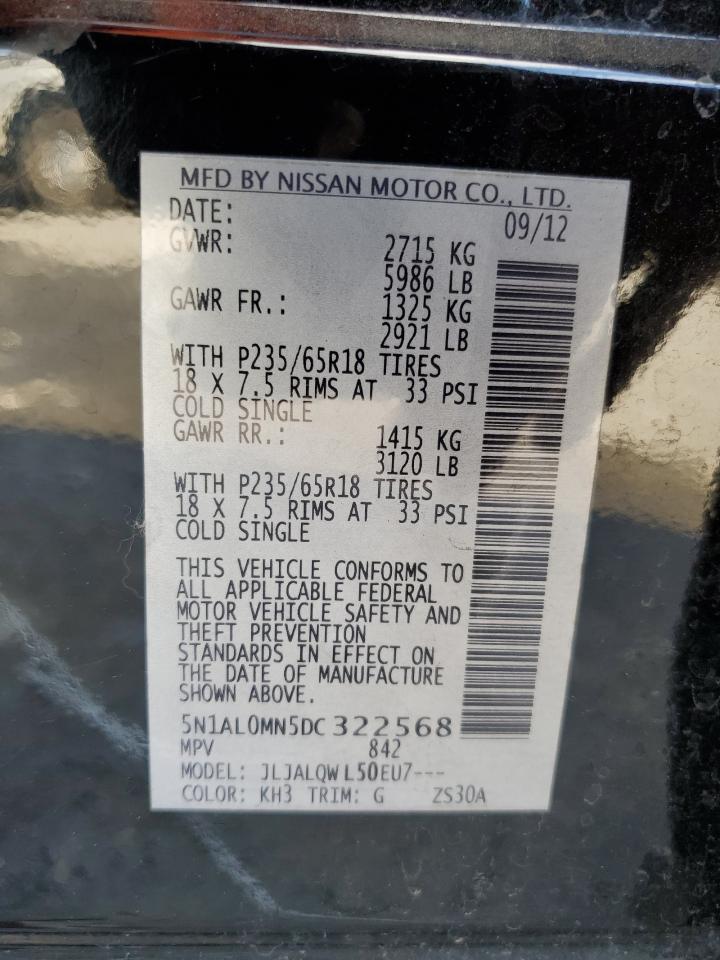 MFD BY NISSAN MOTOR CO., LTD.
DATE: 09/12
GVWR: 2715 KG
5986 LB
GAWR FR.: 1325 KG
2921 LB
WITH P235/65R18 TIRES
18 X 7.5 RIMS AT 33 PSI
COLD SINGLE
GAWR RR.: 1415 KG
3120 LB
WITH P235/65R18 TIRES
18 X 7.5 RIMS AT 33 PSI
COLD SINGLE
THIS VEHICLE CONFORMS TO
ALL APPLICABLE FEDERAL
MOTOR VEHICLE SAFETY AND
THEFT PREVENTION
STANDARDS IN EFFECT ON
THE DATE OF MANUFACTURE
SHOWN ABOVE.
5N1AL0MN5DC 322568
MPV 842
MODEL: JLJALQW L50EU7---
COLOR: KH3 TRIM: G ZS30A